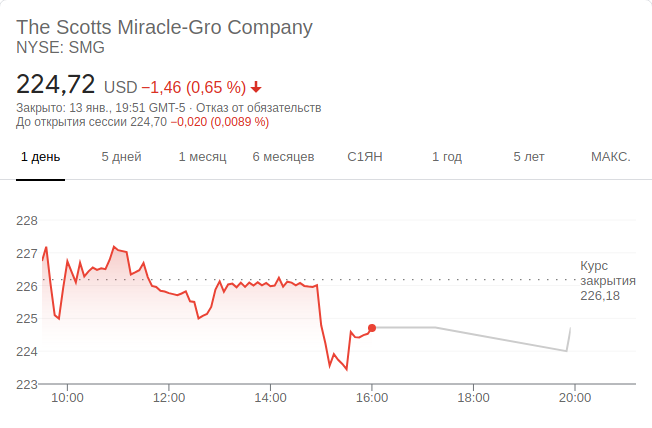 The Scotts Miracle-Gro Company
NYSE: SMG
224,72 USD −1,46 (0,65 %)
Закрыто: 13 янв., 19:51 GMT-5 · Отказ от обязательств
До открытия сессии 224,70 −0,020 (0,0089 %)
1 день 5 дней 1 месяц 6 месяцев С1ЯН 1 год 5 лет МАКС.
228
227
Курс
226
закрытия
226,18
225
224
223
10:00 12:00 14:00 16:00 18:00 20:00